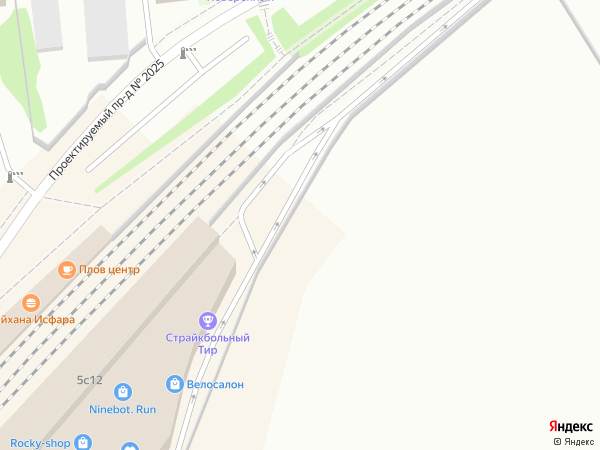 Проектируемый пр-д № 2025
Плов центр
йхана Исфара
Страйкбольный
Тир
5с12
Велосалон
Ninebot. Run
Rocky-shop
Яндекс
© Яндекс